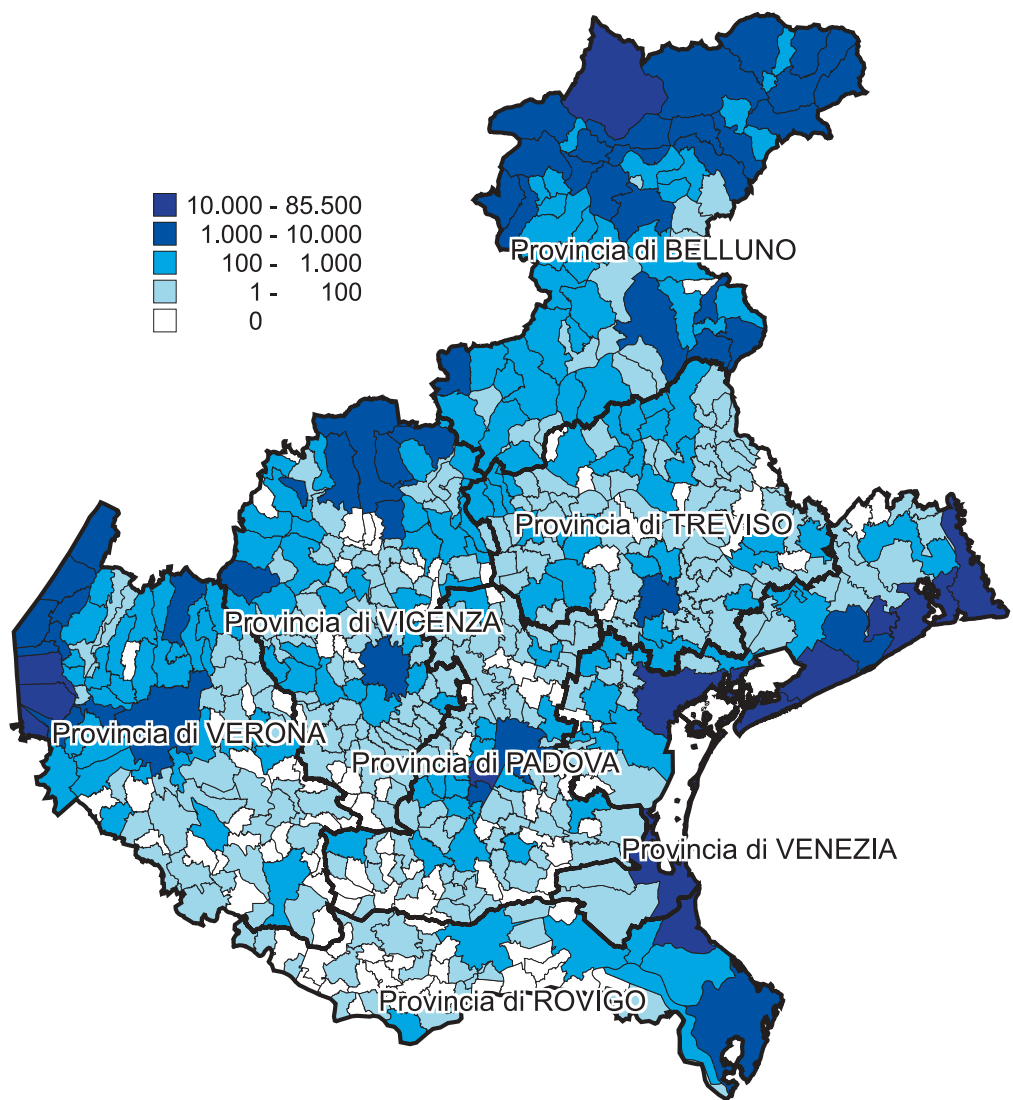 10.000 - 85.500
1.000 - 10.000
100 - 1.000
1 - 100
0
Provincia di BELLUNO
Provincia di TREVISO
Provincia di VICENZA
Provincia di VERONA
Provincia di PADOVA
Provincia di VENEZIA
Provincia di ROVIGO